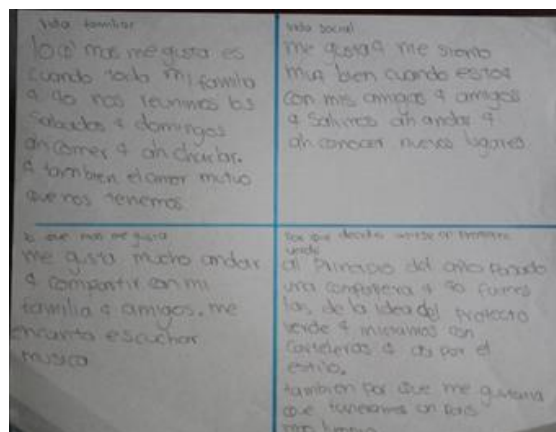 Vida familiar
lo q' mas me gusta es
cuando toda mi familia
y yo nos reunimos los
Sabados y domingos
ah comer y ah charlar.
y tambien el amor mutuo
que nos tenemos
Vida social
me gusta y me siento
muy bien cuando estoy
con mis amigas y amigos
y Salimos ah andar y
ah conocer nuevos lugares.
lo que mas me gusta
me gusta mucho andar
y compartir con mi
familia y amigos. me
encanta escuchar
musica
Por que decidio unirse al
verde
al Principio del año Pasado
una compañera y yo fuimos
las de la idea del Proyecto
verde y iniciamos con
carteleras y asi por el
estilo.
tambien por que me gustaria
que tuvieramos un pais
mas